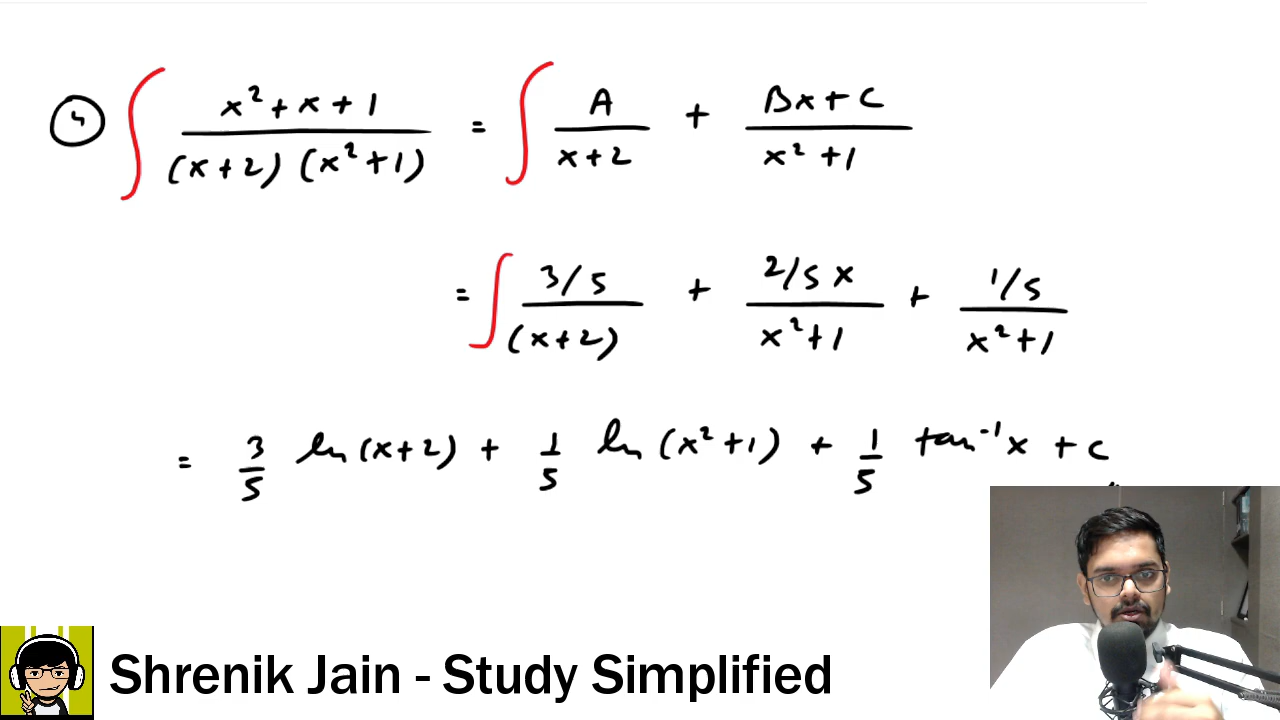 ④ ∫ x² + x + 1 / (x+2) (x²+1) = ∫ A / x+2 + Bx + C / x² + 1
= ∫ 3/5 / (x+2) + 2/5 x / x²+1 + 1/5 / x²+1
= 3/5 ln (x+2) + 1/5 ln (x²+1) + 1/5 tan⁻¹ x + c
Shrenik Jain - Study Simplified